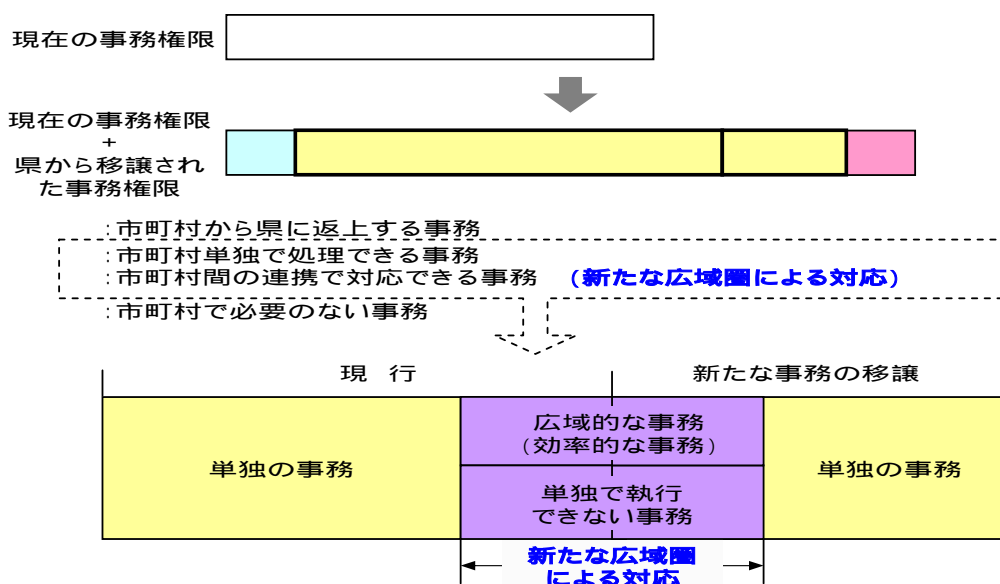 現在の事務権限
現在の事務権限
+
県から移譲され
た事務権限
:市町村から県に返上する事務
:市町村単独で処理できる事務
:市町村間の連携で対応できる事務 (新たな広域圏による対応)
:市町村で必要のない事務
現 行
新たな事務の移譲
単独の事務
広域的な事務
(効率的な事務)
単独で執行
できない事務
単独の事務
新たな広域圏
による対応